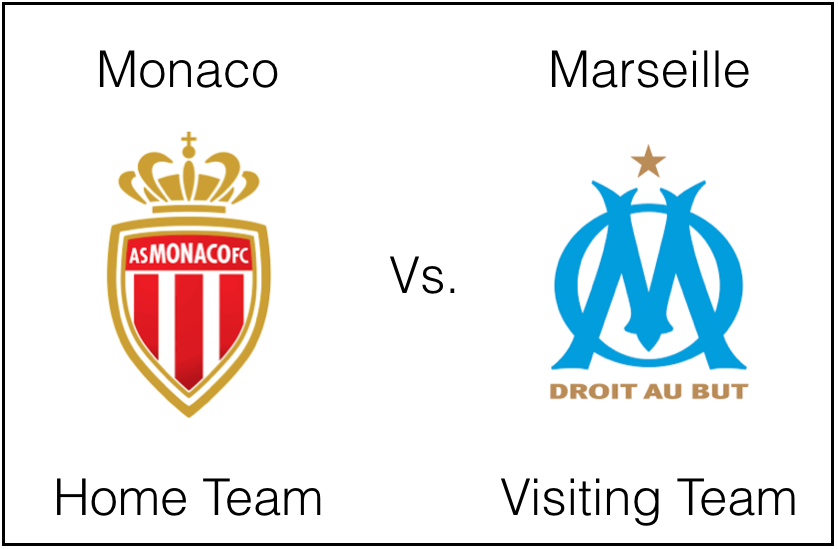 Monaco
Marseille
ASMONACOFC
Vs.
DROIT AU BUT
Home Team
Visiting Team